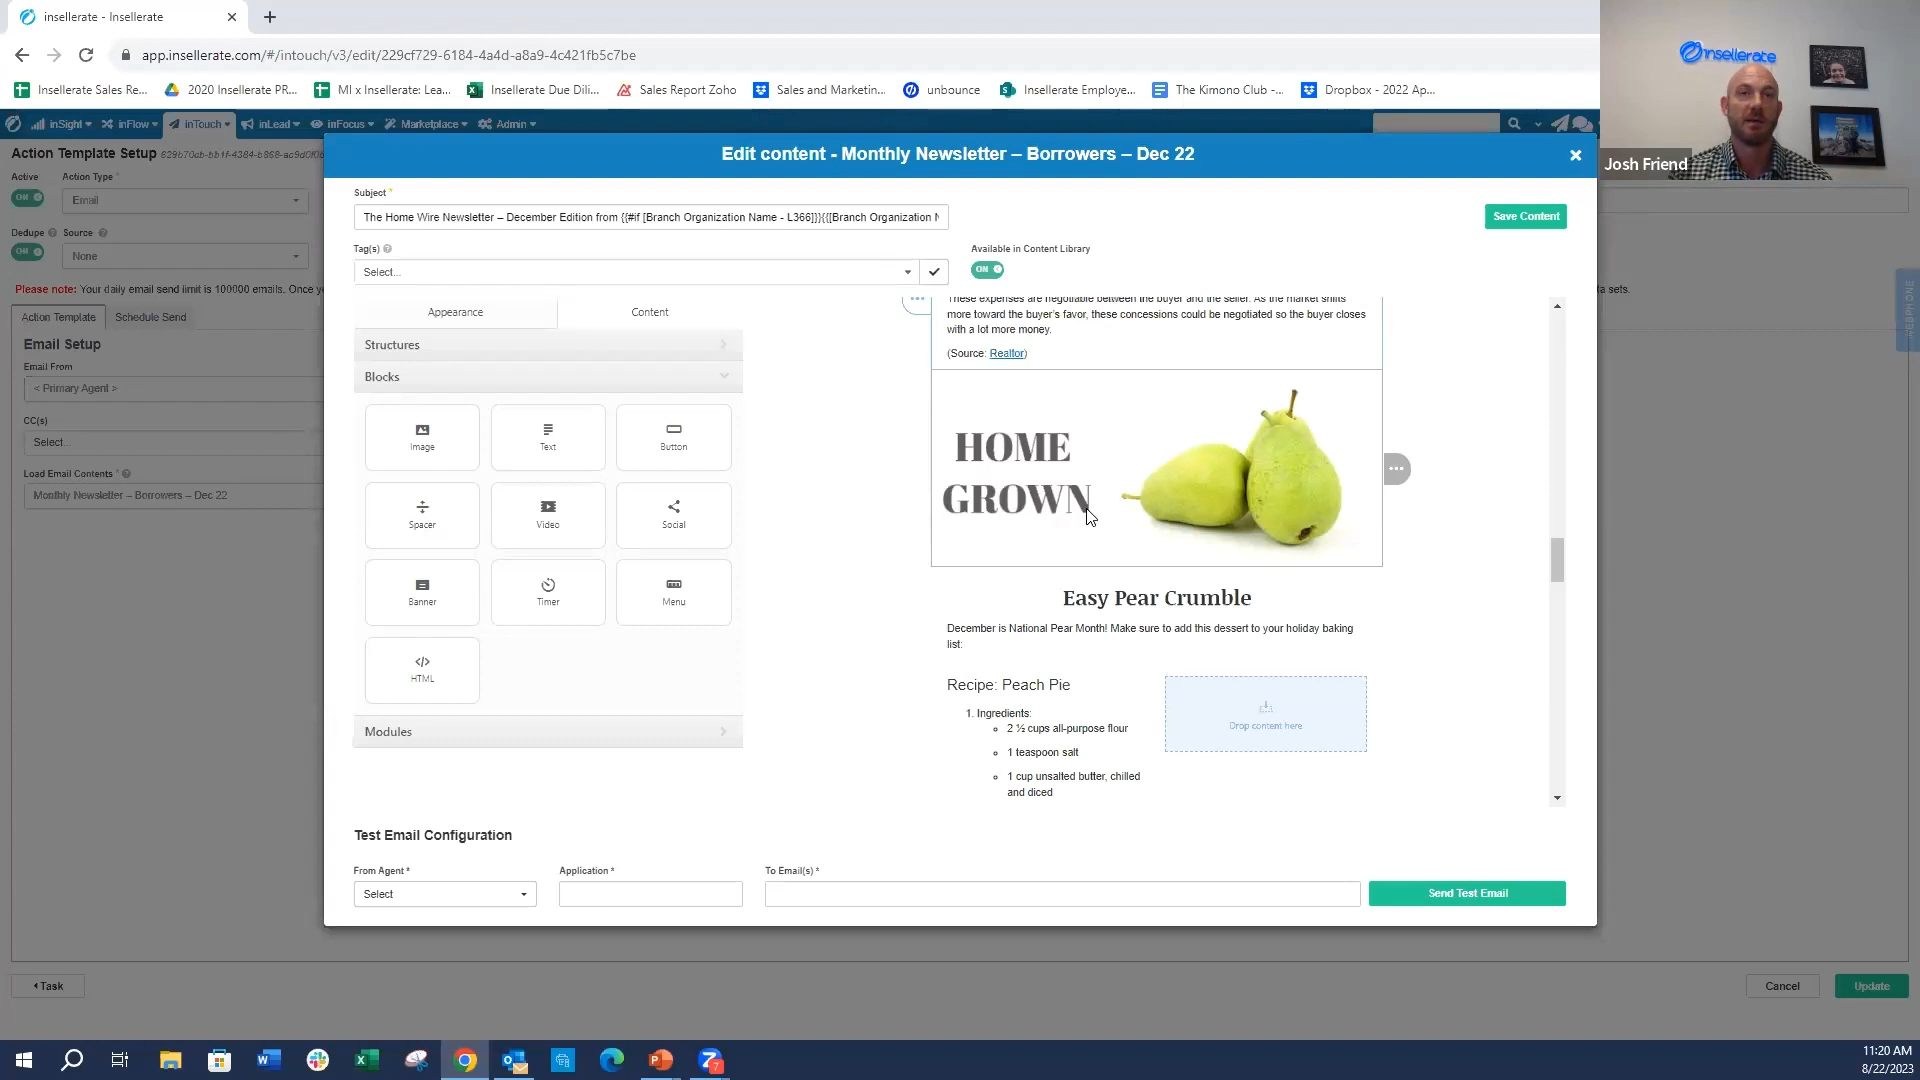 insellerate - Insellerate
app.insellerate.com/#/intouch/v3/edit/229cf729-6184-4a4d-a8a9-4c421fb5c7be
Insellerate Sales Re...
2020 Insellerate PR...
MI x Insellerate: Lea...
Insellerate Due Dili...
Sales Report Zoho
Sales and Marketin...
unbounce
Insellerate Employe...
The Kimono Club -...
Dropbox - 2022 Ap...
insellerate
Josh Friend
inSight
inFlow
inTouch
inLead
inFocus
Marketplace
Admin
Action Template Setup
Active
Action Type *
ON
Email
Dedupe
Source
ON
None
Please note: Your daily email send limit is 100000 emails. Once y
ta sets.
Action Template
Schedule Send
Email Setup
Email From
< Primary Agent >
CC(s)
Select...
Load Email Contents *
Monthly Newsletter – Borrowers – Dec 22
Edit content - Monthly Newsletter – Borrowers – Dec 22
Subject *
The Home Wire Newsletter – December Edition from {{#if [Branch Organization Name - L366]}}{{[Branch Organization N
Save Content
Tag(s)
Select...
Available in Content Library
ON
Appearance
Content
Structures
Blocks
Image
Text
Button
Spacer
Video
Social
Banner
Timer
Menu
HTML
Modules
These expenses are negotiable between the buyer and the seller. As the market shifts
more toward the buyer's favor, these concessions could be negotiated so the buyer closes
with a lot more money.
(Source: Realtor)
HOME
GROWN
Easy Pear Crumble
December is National Pear Month! Make sure to add this dessert to your holiday baking
list:
Recipe: Peach Pie
1. Ingredients:
2 ½ cups all-purpose flour
1 teaspoon salt
1 cup unsalted butter, chilled
and diced
Drop content here
Test Email Configuration
From Agent *
Application *
To Email(s) *
Select
Send Test Email
Task
Cancel
Update
7
11:20 AM
8/22/2023